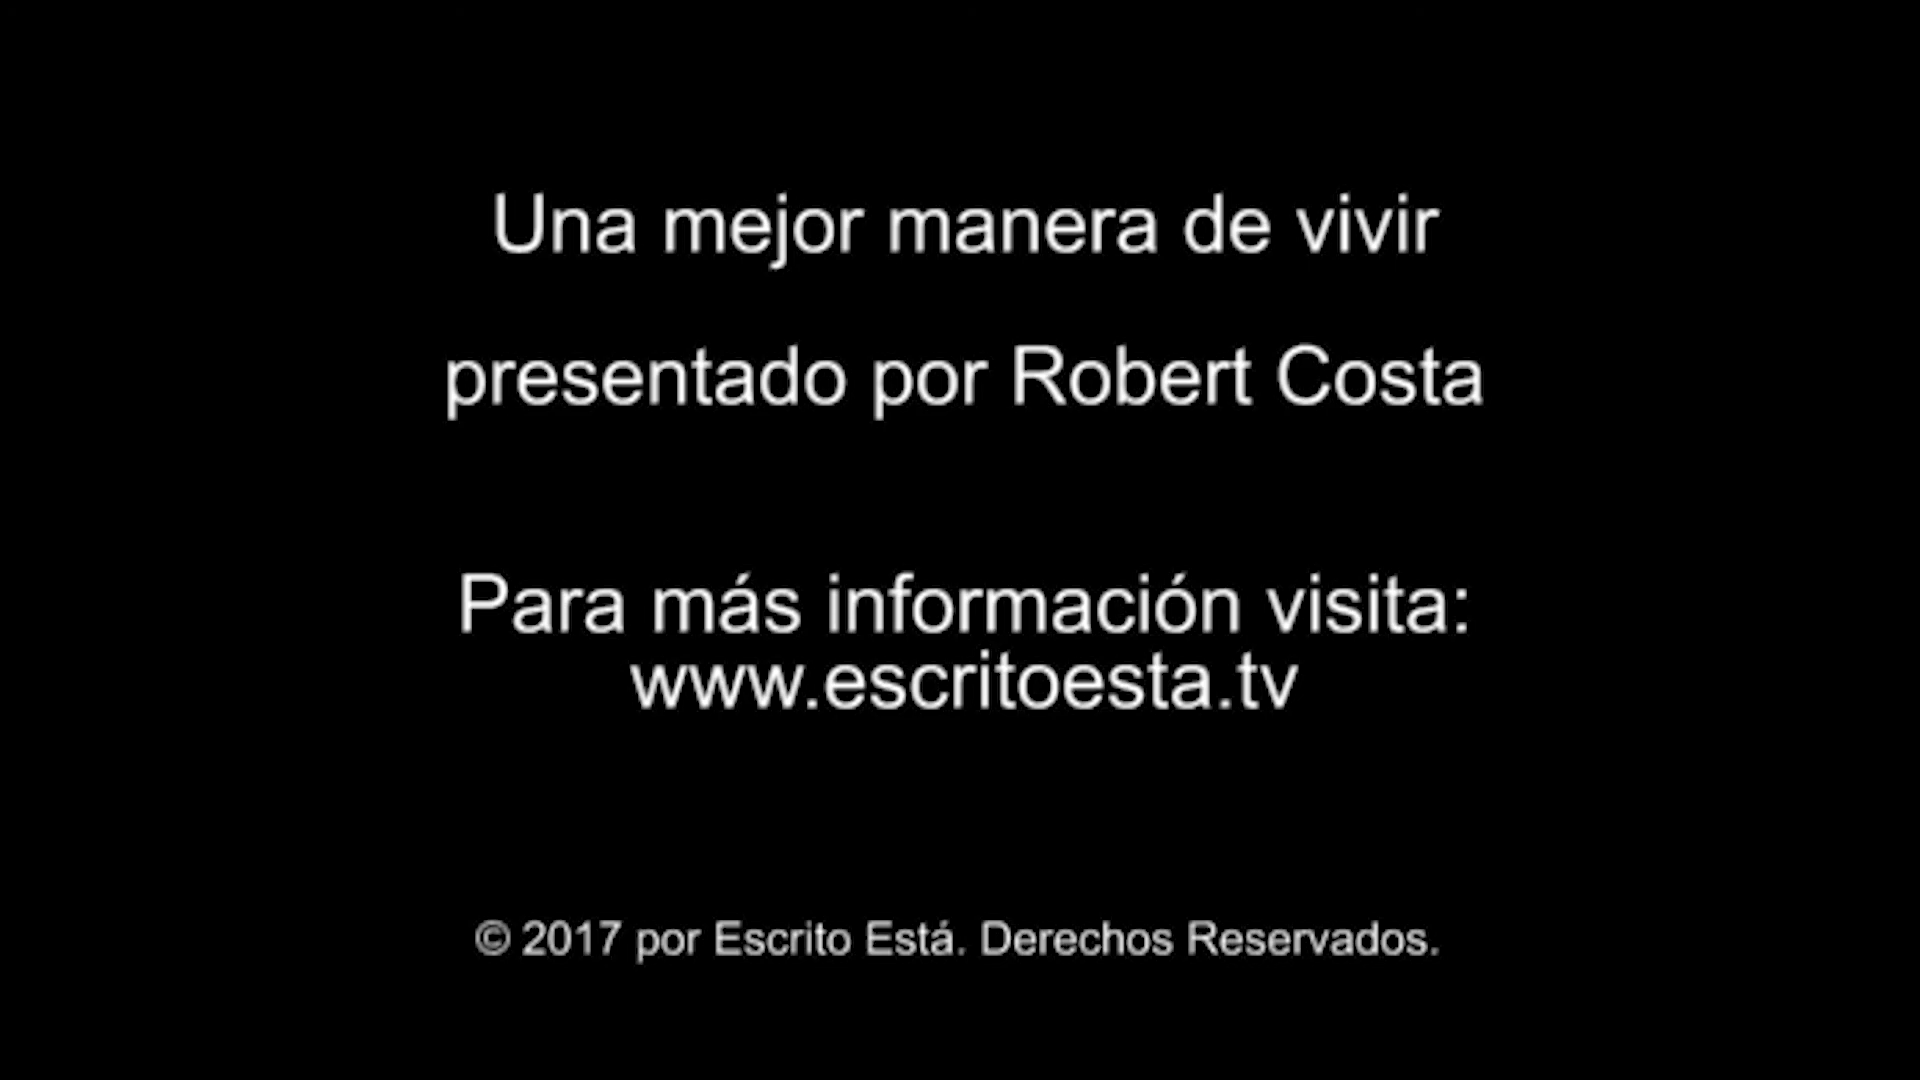 Una mejor manera de vivir
presentado por Robert Costa
Para más información visita:
www.escritoesta.tv
© 2017 por Escrito Está. Derechos Reservados.